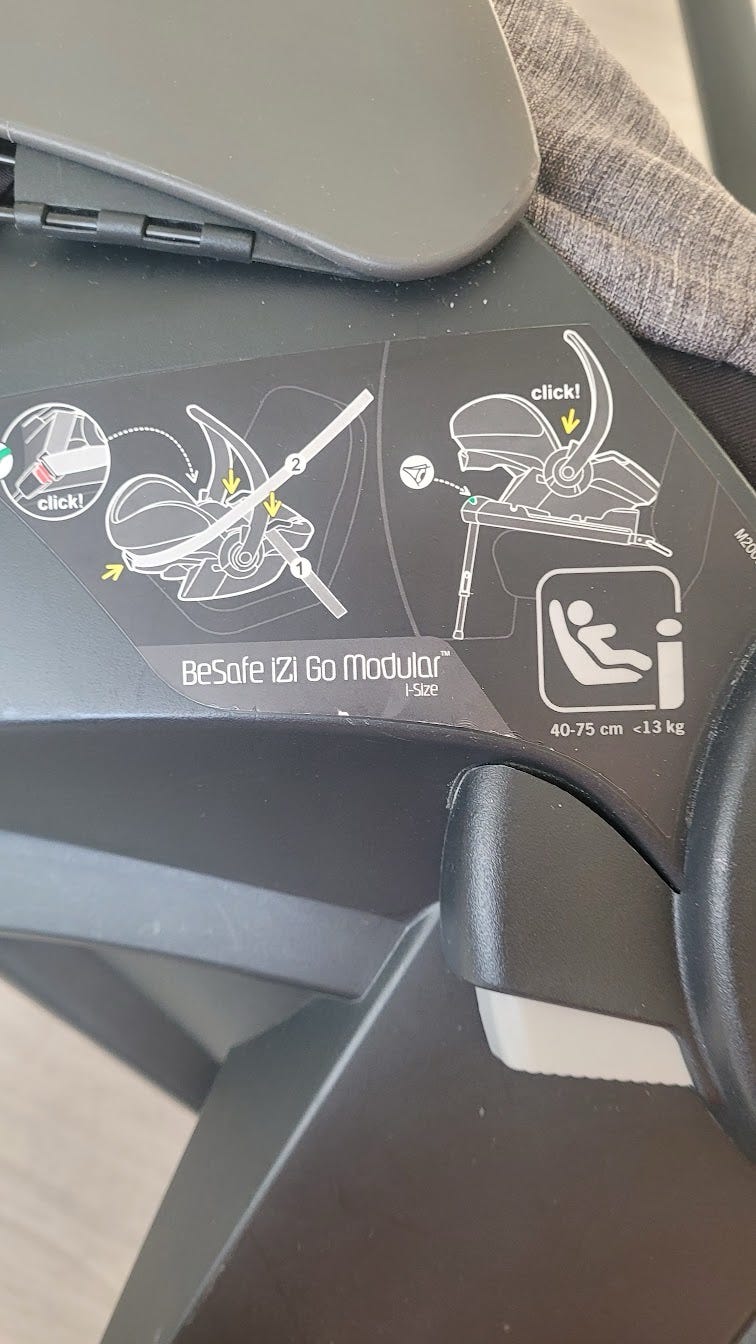 click!
2
1
click!
BeSafe iZi Go Modular™
i-Size
i
40-75 cm <13 kg